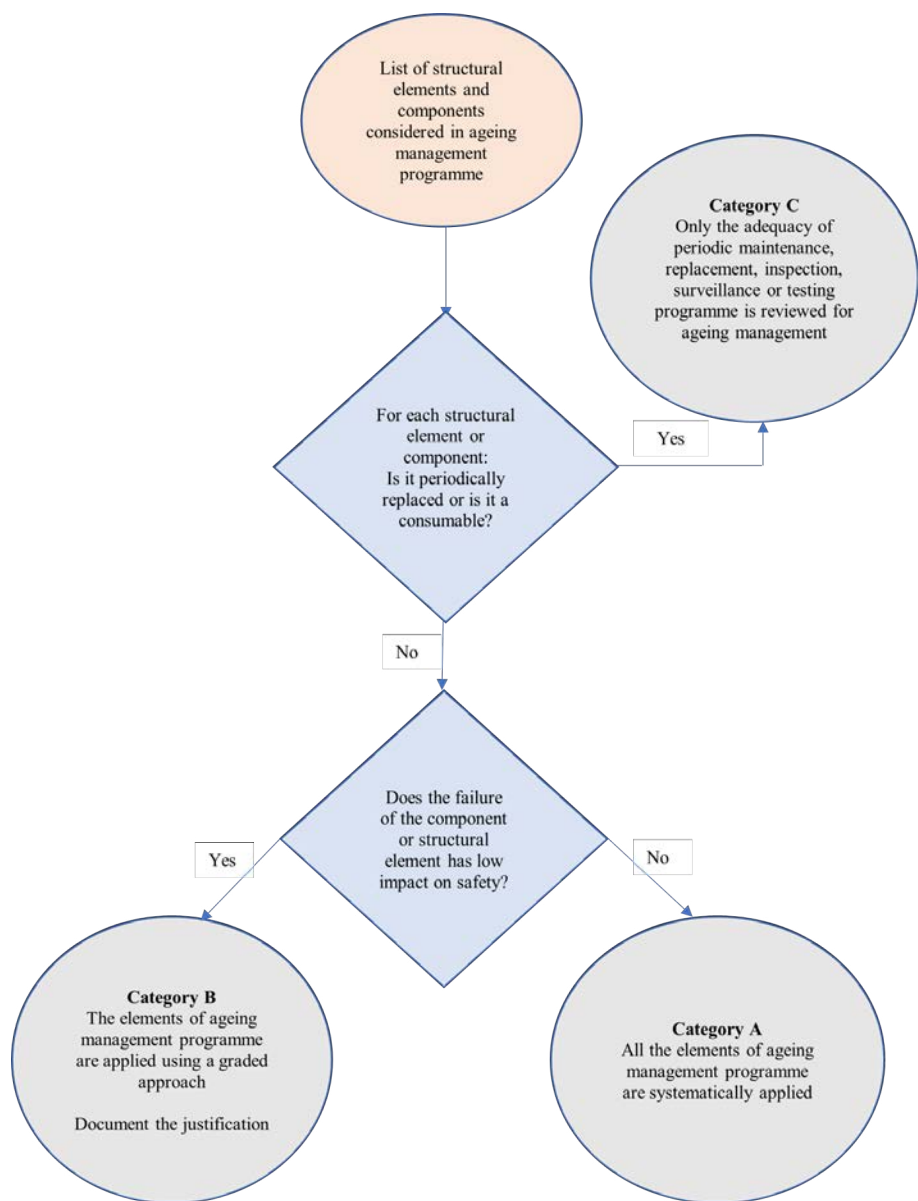 List of structural
elements and
components
considered in ageing
management
programme
Category C
Only the adequacy of
periodic maintenance,
replacement, inspection,
surveillance or testing
programme is reviewed for
ageing management
For each structural
element or
component:
Is it periodically
replaced or is it a
consumable?
Yes
No
Does the failure
of the component
or structural
element has low
impact on safety?
Yes
No
Category B
The elements of ageing
management programme
are applied using a graded
approach
Document the justification
Category A
All the elements of ageing
management programme
are systematically applied